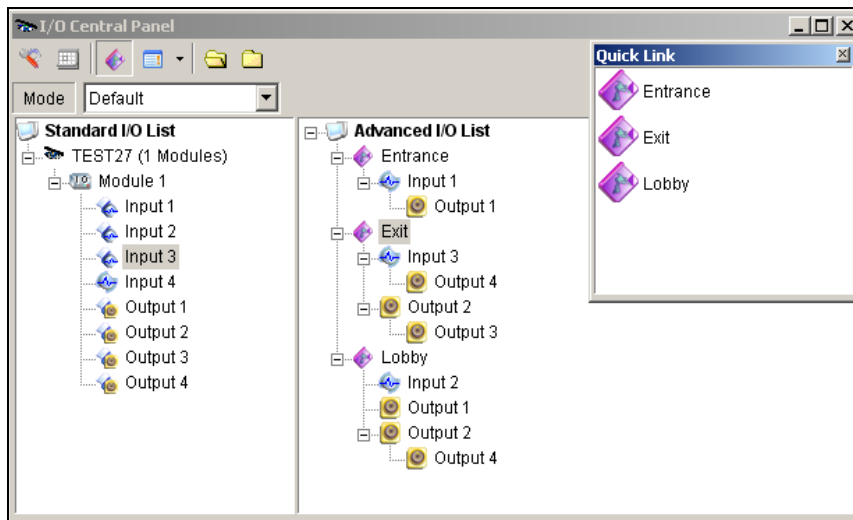 I/O Central Panel
Mode
Default
Standard I/O List
TEST27 (1 Modules)
Module 1
Input 1
Input 2
Input 3
Input 4
Output 1
Output 2
Output 3
Output 4
Advanced I/O List
Entrance
Input 1
Output 1
Exit
Input 3
Output 4
Output 2
Output 3
Lobby
Input 2
Output 1
Output 2
Output 4
Quick Link
Entrance
Exit
Lobby